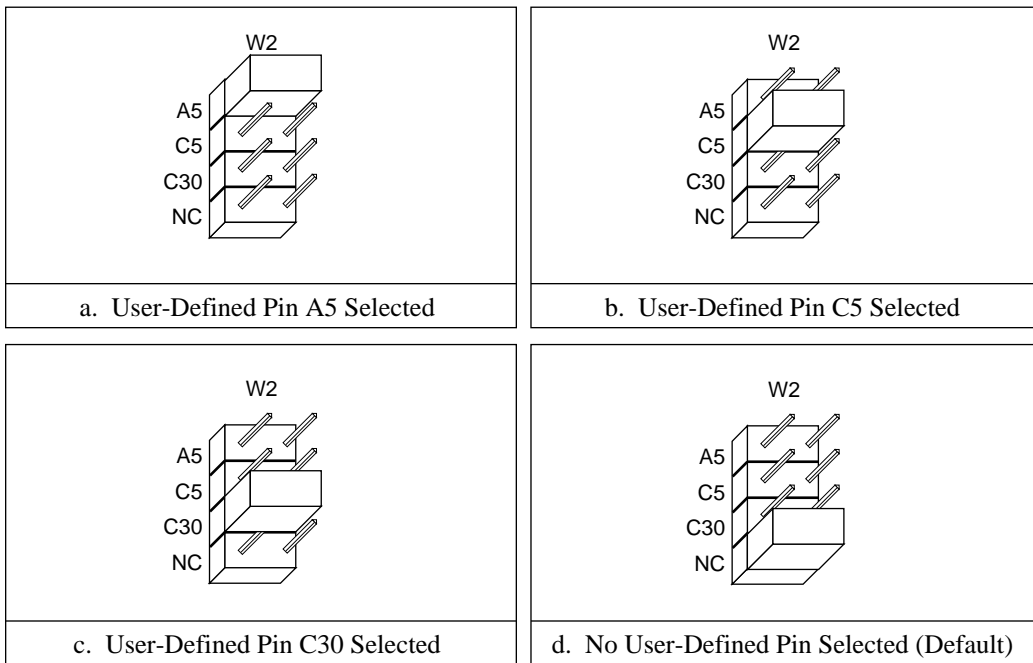 W2
A5
C5
C30
NC
a. User-Defined Pin A5 Selected
W2
A5
C5
C30
NC
b. User-Defined Pin C5 Selected
W2
A5
C5
C30
NC
c. User-Defined Pin C30 Selected
W2
A5
C5
C30
NC
d. No User-Defined Pin Selected (Default)